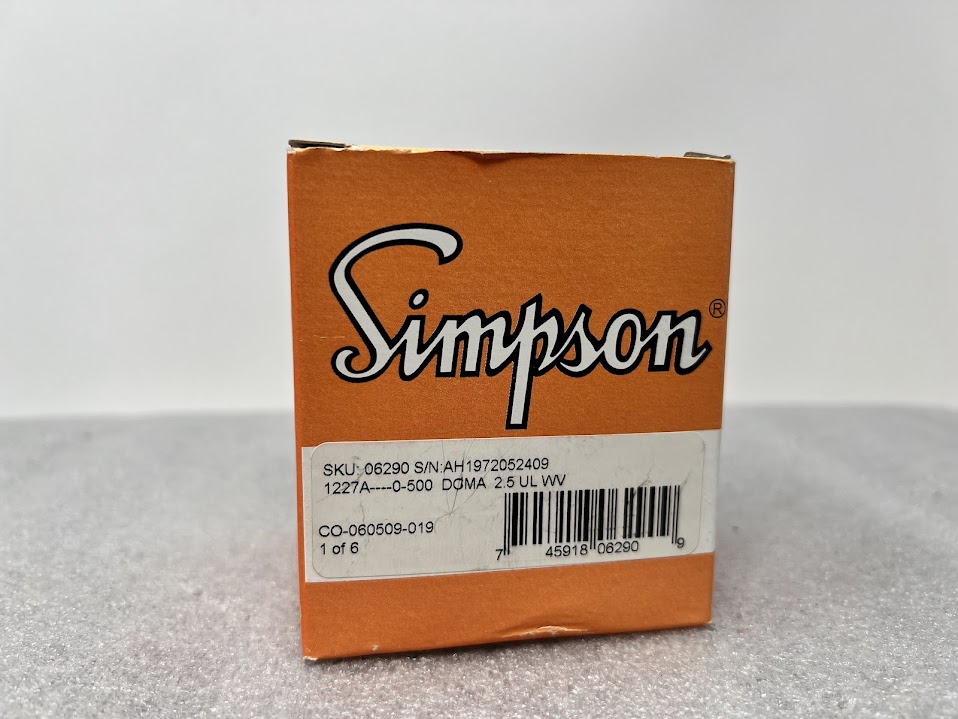 Simpson®
SKU: 06290 S/N:AH1972052409
1227A----0-500 DCMA 2.5 UL WV
CO-060509-019
1 of 6
7 45918 06290 9